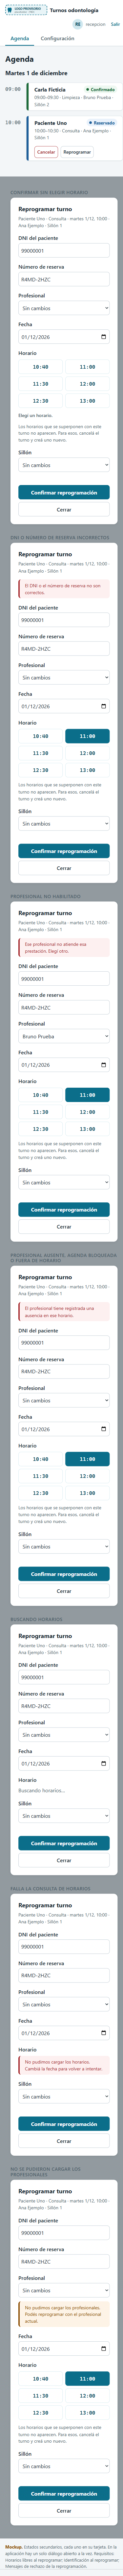 LOGO PROVISORIO
Turnos odontología
RE recepcion Salir
Agenda Configuración
Agenda
Martes 1 de diciembre
09:00 Carla Ficticia Confirmado
09:00–09:30 · Limpieza · Bruno Prueba ·
Sillón 2
10:00 Paciente Uno Reservado
10:00–10:30 · Consulta · Ana Ejemplo ·
Sillón 1
Cancelar Reprogramar
CONFIRMAR SIN ELEGIR HORARIO
Reprogramar turno
Paciente Uno · Consulta · martes 1/12, 10:00 ·
Ana Ejemplo · Sillón 1
DNI del paciente
99000001
Número de reserva
R4MD-2HZC
Profesional
Sin cambios
Fecha
01/12/2026
Horario
10:40 11:00
11:30 12:00
12:30 13:00
Elegí un horario.
Los horarios que se superponen con este
turno no aparecen. Para esos, cancelá el
turno y creá uno nuevo.
Sillón
Sin cambios
Confirmar reprogramación
Cerrar
DNI O NÚMERO DE RESERVA INCORRECTOS
Reprogramar turno
Paciente Uno · Consulta · martes 1/12, 10:00 ·
Ana Ejemplo · Sillón 1
El DNI o el número de reserva no son
correctos.
DNI del paciente
99000001
Número de reserva
R4MD-2HZC
Profesional
Sin cambios
Fecha
01/12/2026
Horario
10:40 11:00
11:30 12:00
12:30 13:00
Los horarios que se superponen con este
turno no aparecen. Para esos, cancelá el
turno y creá uno nuevo.
Sillón
Sin cambios
Confirmar reprogramación
Cerrar
PROFESIONAL NO HABILITADO
Reprogramar turno
Paciente Uno · Consulta · martes 1/12, 10:00 ·
Ana Ejemplo · Sillón 1
Ese profesional no atiende esa
prestación. Elegí otro.
DNI del paciente
99000001
Número de reserva
R4MD-2HZC
Profesional
Bruno Prueba
Fecha
01/12/2026
Horario
10:40 11:00
11:30 12:00
12:30 13:00
Los horarios que se superponen con este
turno no aparecen. Para esos, cancelá el
turno y creá uno nuevo.
Sillón
Sin cambios
Confirmar reprogramación
Cerrar
PROFESIONAL AUSENTE, AGENDA BLOQUEADA
O FUERA DE HORARIO
Reprogramar turno
Paciente Uno · Consulta · martes 1/12, 10:00 ·
Ana Ejemplo · Sillón 1
El profesional tiene registrada una
ausencia en ese horario.
DNI del paciente
99000001
Número de reserva
R4MD-2HZC
Profesional
Sin cambios
Fecha
01/12/2026
Horario
10:40 11:00
11:30 12:00
12:30 13:00
Los horarios que se superponen con este
turno no aparecen. Para esos, cancelá el
turno y creá uno nuevo.
Sillón
Sin cambios
Confirmar reprogramación
Cerrar
BUSCANDO HORARIOS
Reprogramar turno
Paciente Uno · Consulta · martes 1/12, 10:00 ·
Ana Ejemplo · Sillón 1
DNI del paciente
99000001
Número de reserva
R4MD-2HZC
Profesional
Sin cambios
Fecha
01/12/2026
Horario
Buscando horarios...
Sillón
Sin cambios
Confirmar reprogramación
Cerrar
FALLA LA CONSULTA DE HORARIOS
Reprogramar turno
Paciente Uno · Consulta · martes 1/12, 10:00 ·
Ana Ejemplo · Sillón 1
DNI del paciente
99000001
Número de reserva
R4MD-2HZC
Profesional
Sin cambios
Fecha
01/12/2026
Horario
No pudimos cargar los horarios.
Cambiá la fecha para volver a intentar.
Sillón
Sin cambios
Confirmar reprogramación
Cerrar
NO SE PUDIERON CARGAR LOS
PROFESIONALES
Reprogramar turno
Paciente Uno · Consulta · martes 1/12, 10:00 ·
Ana Ejemplo · Sillón 1
DNI del paciente
99000001
Número de reserva
R4MD-2HZC
Profesional
Sin cambios
No pudimos cargar los profesionales.
Podés reprogramar con el profesional
actual.
Fecha
01/12/2026
Horario
10:40 11:00
11:30 12:00
12:30 13:00
Los horarios que se superponen con este
turno no aparecen. Para esos, cancelá el
turno y creá uno nuevo.
Sillón
Sin cambios
Confirmar reprogramación
Cerrar
Mockup. Estados secundarios, cada uno en su tarjeta. En la
aplicación hay un solo diálogo abierto a la vez. Requisitos:
Horarios libres al reprogramar; Identificación al reprogramar;
Mensajes de rechazo de la reprogramación.